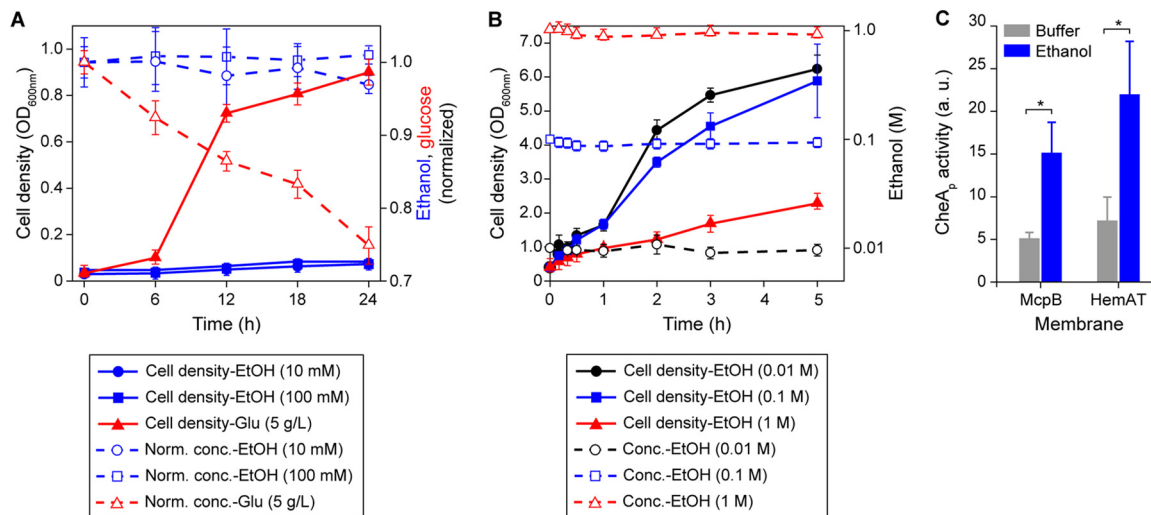 A
Cell density (OD600nm)
1.0
0.8
0.6
0.4
0.2
0
1.0
0.9
0.8
0.7
Ethanol, glucose
(normalized)
0
6
12
18
24
Time (h)
Cell density-EtOH (10 mM)
Cell density-EtOH (100 mM)
Cell density-Glu (5 g/L)
Norm. conc.-EtOH (10 mM)
Norm. conc.-EtOH (100 mM)
Norm. conc.-Glu (5 g/L)
B
Cell density (OD600nm)
7.0
6.0
5.0
4.0
3.0
2.0
1.0
0
1.0
0.1
0.01
Ethanol (M)
0
1
2
3
4
5
Time (h)
Cell density-EtOH (0.01 M)
Cell density-EtOH (0.1 M)
Cell density-EtOH (1 M)
Conc.-EtOH (0.01 M)
Conc.-EtOH (0.1 M)
Conc.-EtOH (1 M)
C
Buffer
Ethanol
CheAp activity (a. u.)
30
25
20
15
10
5
0
*
*
McpB
HemAT
Membrane